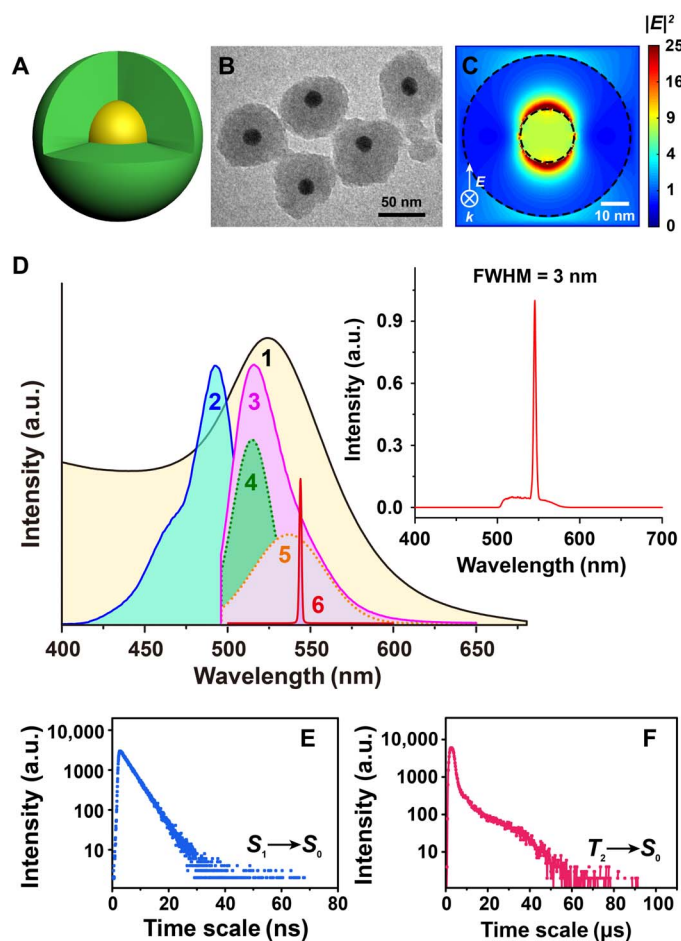 A
B
50 nm
C
E
k
10 nm
|E|²
25
16
9
4
1
0
D
Intensity (a.u.)
1
2
3
4
5
6
400 450 500 550 600 650
Wavelength (nm)
FWHM = 3 nm
Intensity (a.u.)
0.9
0.6
0.3
0.0
400 500 600 700
Wavelength (nm)
E
Intensity (a.u.)
10,000
1000
100
10
S₁→S₀
0 20 40 60 80
Time scale (ns)
F
Intensity (a.u.)
10,000
1000
100
10
T₂→S₀
0 20 40 60 80 100
Time scale (µs)